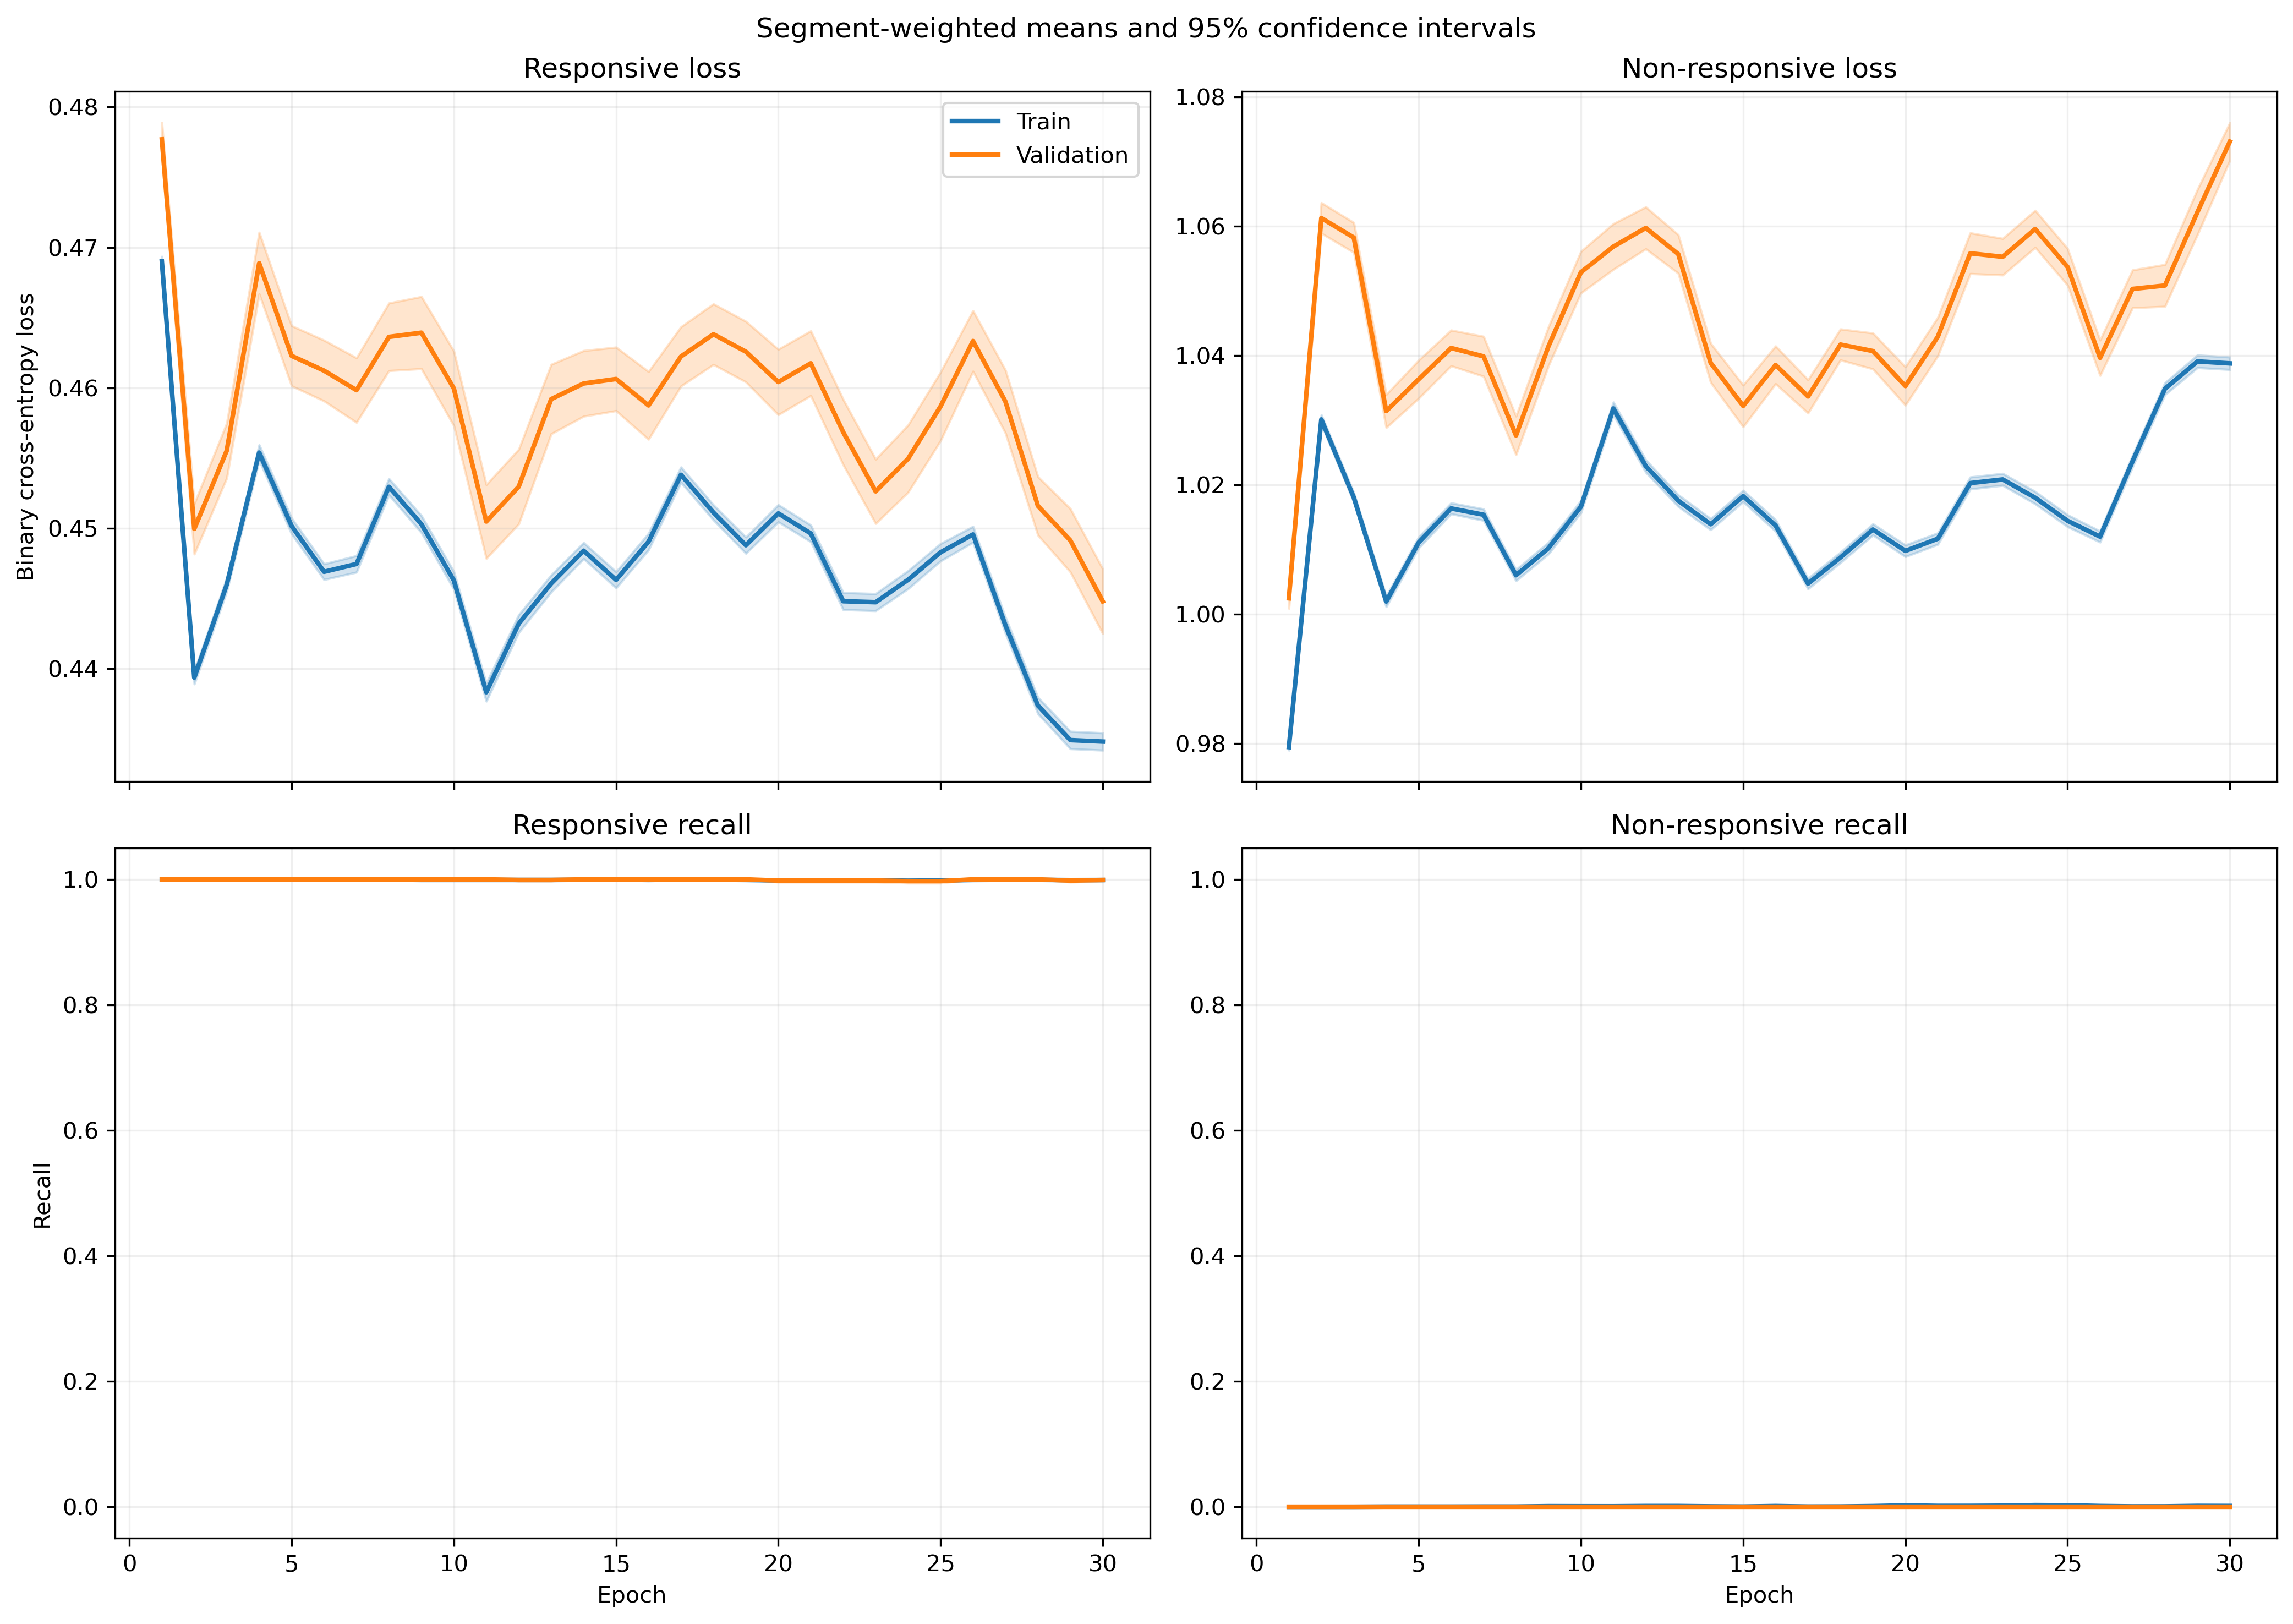 Segment-weighted means and 95% confidence intervals
Responsive loss
Non-responsive loss
Binary cross-entropy loss
0.48
0.47
0.46
0.45
0.44
Train
Validation
1.08
1.06
1.04
1.02
1.00
0.98
Responsive recall
Non-responsive recall
Recall
1.0
0.8
0.6
0.4
0.2
0.0
1.0
0.8
0.6
0.4
0.2
0.0
0 5 10 15 20 25 30
0 5 10 15 20 25 30
Epoch
Epoch